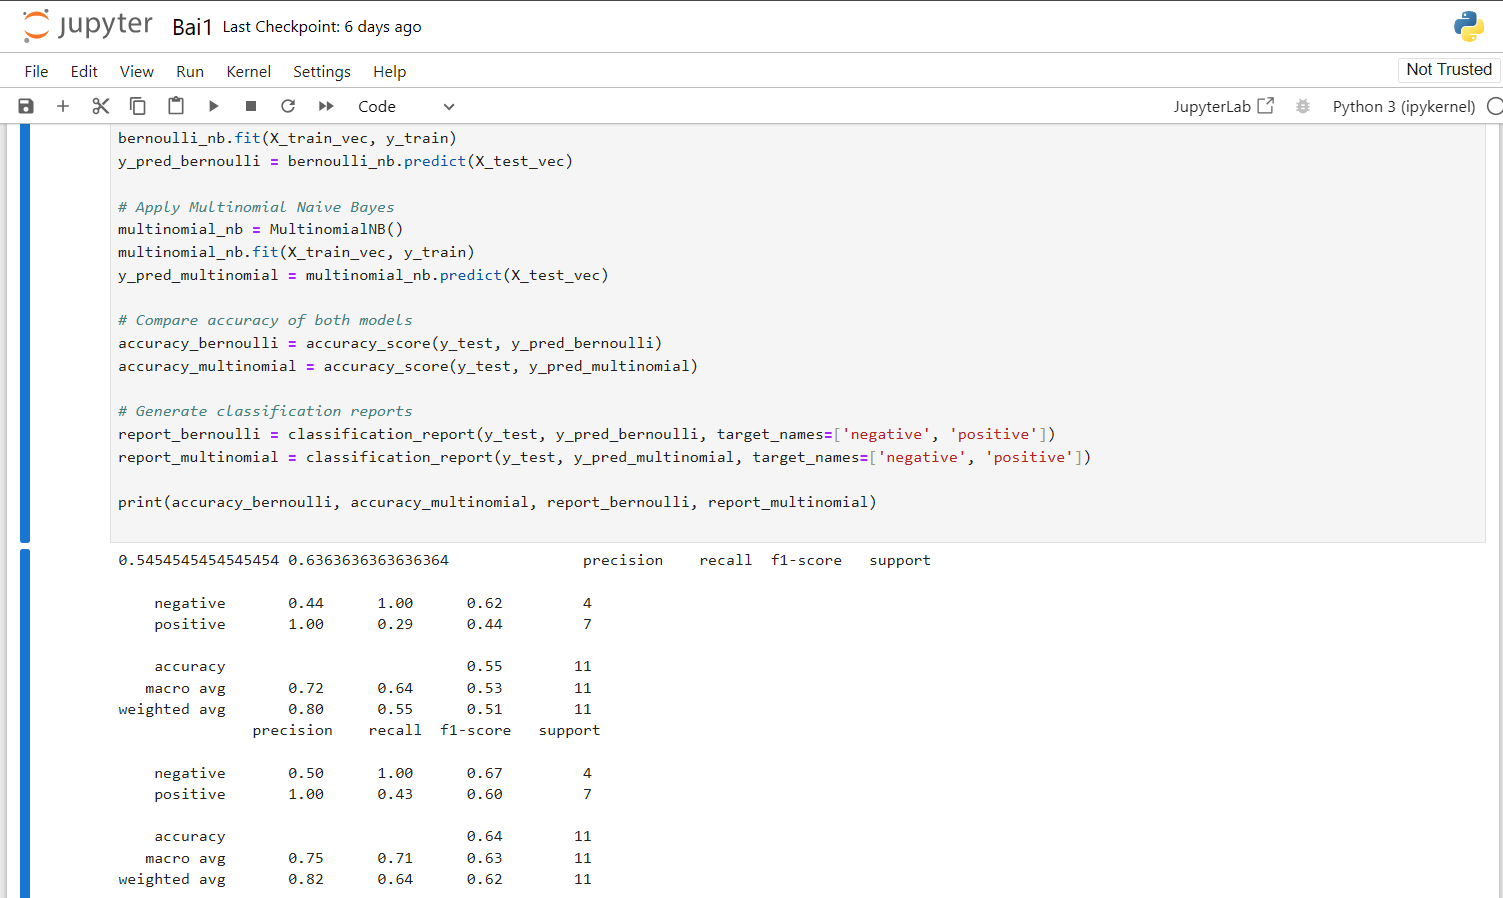 jupyter Bai1 Last Checkpoint: 6 days ago
File Edit View Run Kernel Settings Help Not Trusted
Code JupyterLab Python 3 (ipykernel)
bernoulli_nb.fit(X_train_vec, y_train)
y_pred_bernoulli = bernoulli_nb.predict(X_test_vec)
# Apply Multinomial Naive Bayes
multinomial_nb = MultinomialNB()
multinomial_nb.fit(X_train_vec, y_train)
y_pred_multinomial = multinomial_nb.predict(X_test_vec)
# Compare accuracy of both models
accuracy_bernoulli = accuracy_score(y_test, y_pred_bernoulli)
accuracy_multinomial = accuracy_score(y_test, y_pred_multinomial)
# Generate classification reports
report_bernoulli = classification_report(y_test, y_pred_bernoulli, target_names=['negative', 'positive'])
report_multinomial = classification_report(y_test, y_pred_multinomial, target_names=['negative', 'positive'])
print(accuracy_bernoulli, accuracy_multinomial, report_bernoulli, report_multinomial)
0.5454545454545454 0.6363636363636364 precision recall f1-score support
negative 0.44 1.00 0.62 4
positive 1.00 0.29 0.44 7
accuracy 0.55 11
macro avg 0.72 0.64 0.53 11
weighted avg 0.80 0.55 0.51 11
precision recall f1-score support
negative 0.50 1.00 0.67 4
positive 1.00 0.43 0.60 7
accuracy 0.64 11
macro avg 0.75 0.71 0.63 11
weighted avg 0.82 0.64 0.62 11